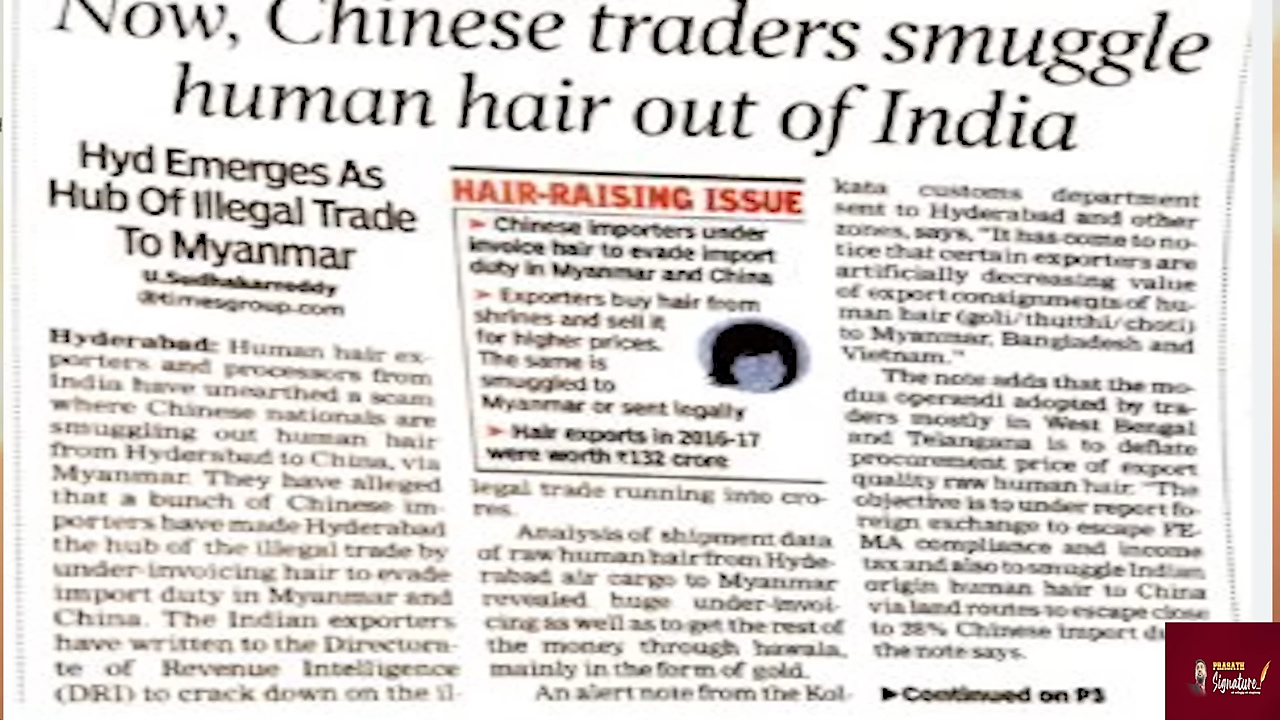 Now, Chinese traders smuggle
human hair out of India
Hyd Emerges As
Hub Of Illegal Trade
To Myanmar
U.Sudhakarreddy
@timesgroup.com
Hyderabad: Human hair ex-
porters and processors from
India have unearthed a scam
where Chinese nationals are
smuggling out human hair
from Hyderabad to China, via
Myanmar. They have alleged
that a bunch of Chinese im-
porters have made Hyderabad
the hub of the illegal trade by
under-invoicing hair to evade
import duty in Myanmar and
China. The Indian exporters
have written to the Directora-
te of Revenue Intelligence
(DRI) to crack down on the il-
HAIR-RAISING ISSUE
➤ Chinese importers under
invoice hair to evade import
duty in Myanmar and China
➤ Exporters buy hair from
shrines and sell it
for higher prices.
The same is
smuggled to
Myanmar or sent legally
➤ Hair exports in 2016-17
were worth ₹132 crore
legal trade running into cro-
res.
Analysis of shipment data
of raw human hair from Hyde-
rabad air cargo to Myanmar
revealed huge under-invoi-
cing as well as to get the rest of
the money through hawala,
mainly in the form of gold.
An alert note from the Kol-
kata customs department
sent to Hyderabad and other
zones, says, "It has come to no-
tice that certain exporters are
artificially decreasing value
of export consignments of hu-
man hair (goli/thutthi/choti)
to Myanmar, Bangladesh and
Vietnam."
The note adds that the mo-
dus operandi adopted by tra-
ders mostly in West Bengal
and Telangana is to deflate
procurement price of export
quality raw human hair. "The
objective is to under report fo-
reign exchange to escape FE-
MA compliance and income
tax and also to smuggle Indian
origin human hair to China
via land routes to escape close
to 28% Chinese import
the note says.
▶Continued on P3
PRASATH
Signature